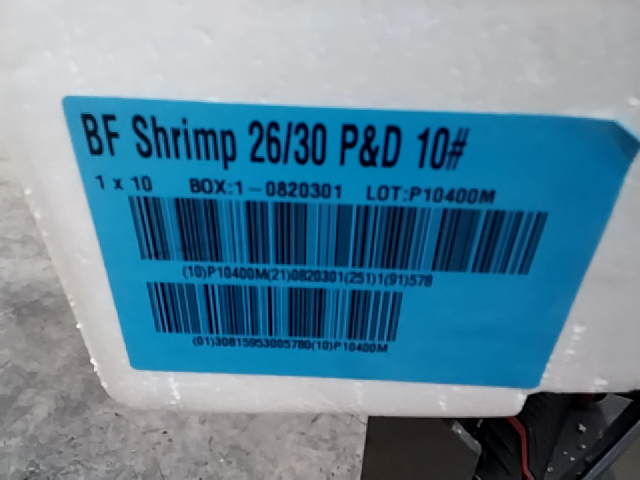 BF Shrimp 26/30 P&D 10#
1 x 10 BOX:1-0820301 LOT:P10400M
(10)P10400M(21)0820301(251)1(91)578
(01)30815953005780(10)P10400M